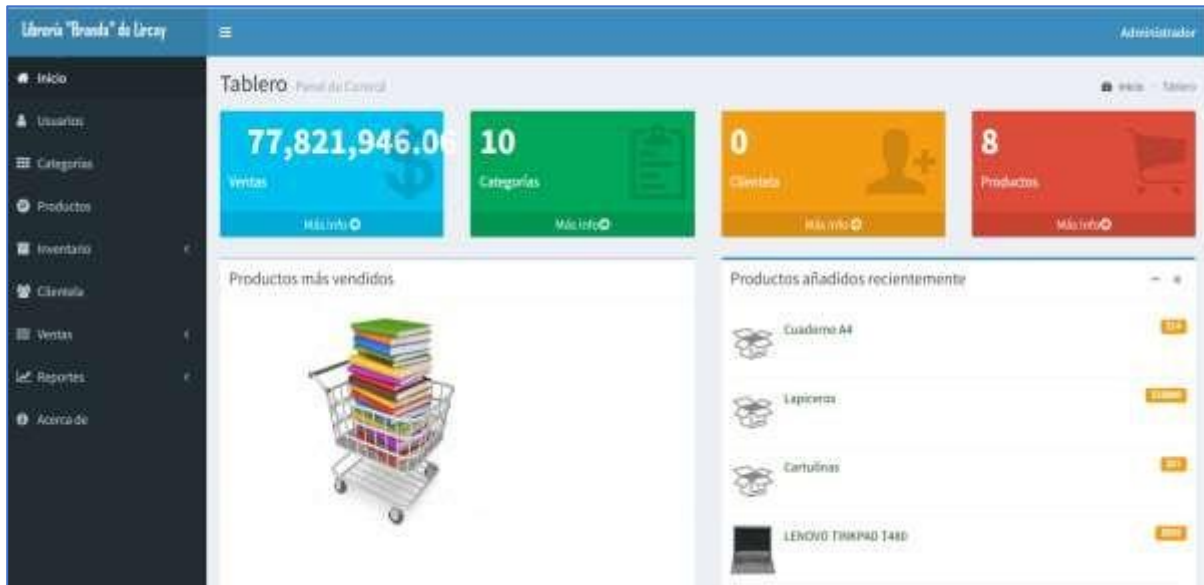 Librería "Branda" de Lircay
Administrador
Inicio
Usuarios
Categorías
Productos
Inventario
Clientela
Ventas
Reportes
Acerca de
Tablero Panel de Control
Inicio
Tablero
77,821,946.06
Ventas
Más info
10
Categorías
Más info
0
Clientela
Más info
8
Productos
Más info
Productos más vendidos
Productos añadidos recientemente
Cuaderno A4
Lapiceros
Cartulinas
LENOVO TINKPAD T480